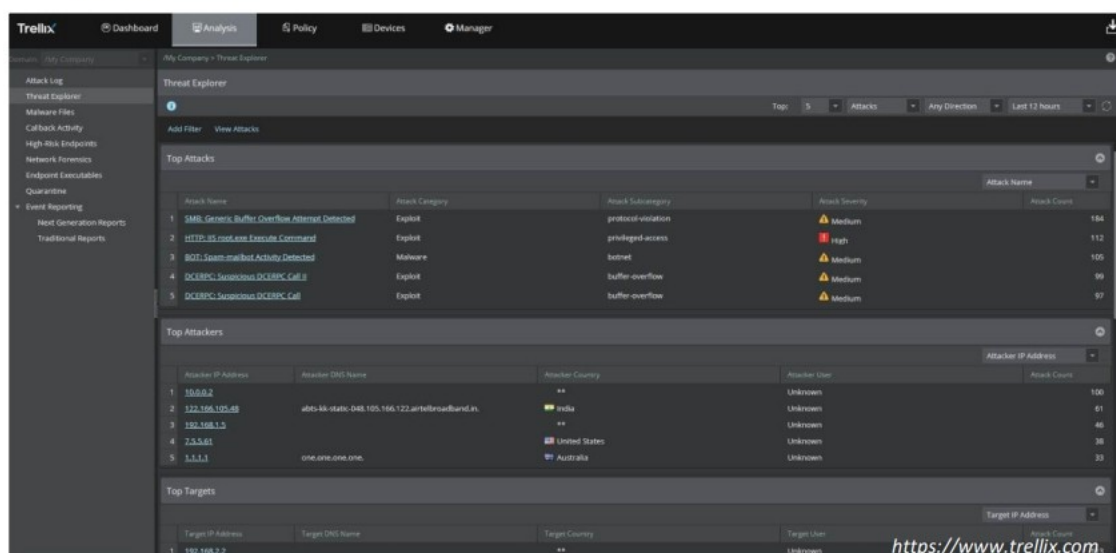 Trellix Dashboard Analysis Policy Devices Manager
Domain: /My Company /My Company > Threat Explorer
Attack Log
Threat Explorer
Malware Files
Callback Activity
High-Risk Endpoints
Network Forensics
Endpoint Executables
Quarantine
Event Reporting
Next Generation Reports
Traditional Reports
Threat Explorer
Top: 5 Attacks Any Direction Last 12 hours
Add Filter View Attacks
Top Attacks
Attack Name
Attack Name Attack Category Attack Subcategory Attack Severity Attack Count
1 SMB: Generic Buffer Overflow Attempt Detected Exploit protocol-violation Medium 184
2 HTTP: IIS root.exe Execute Command Exploit privileged-access High 112
3 BOT: Spam-mailbot Activity Detected Malware botnet Medium 105
4 DCERPC: Suspicious DCERPC Call II Exploit buffer-overflow Medium 99
5 DCERPC: Suspicious DCERPC Call Exploit buffer-overflow Medium 97
Top Attackers
Attacker IP Address
Attacker IP Address Attacker DNS Name Attacker Country Attacker User Attack Count
1 10.0.0.2 ** Unknown 100
2 122.166.105.48 abts-kk-static-048.105.166.122.airtelbroadband.in. India Unknown 61
3 192.168.1.5 ** Unknown 46
4 7.5.5.61 United States Unknown 38
5 1.1.1.1 one.one.one.one. Australia Unknown 33
Top Targets
Target IP Address
Target IP Address Target DNS Name Target Country Target User Attack Count
1 192.168.2.2 ** Unknown
https://www.trellix.com